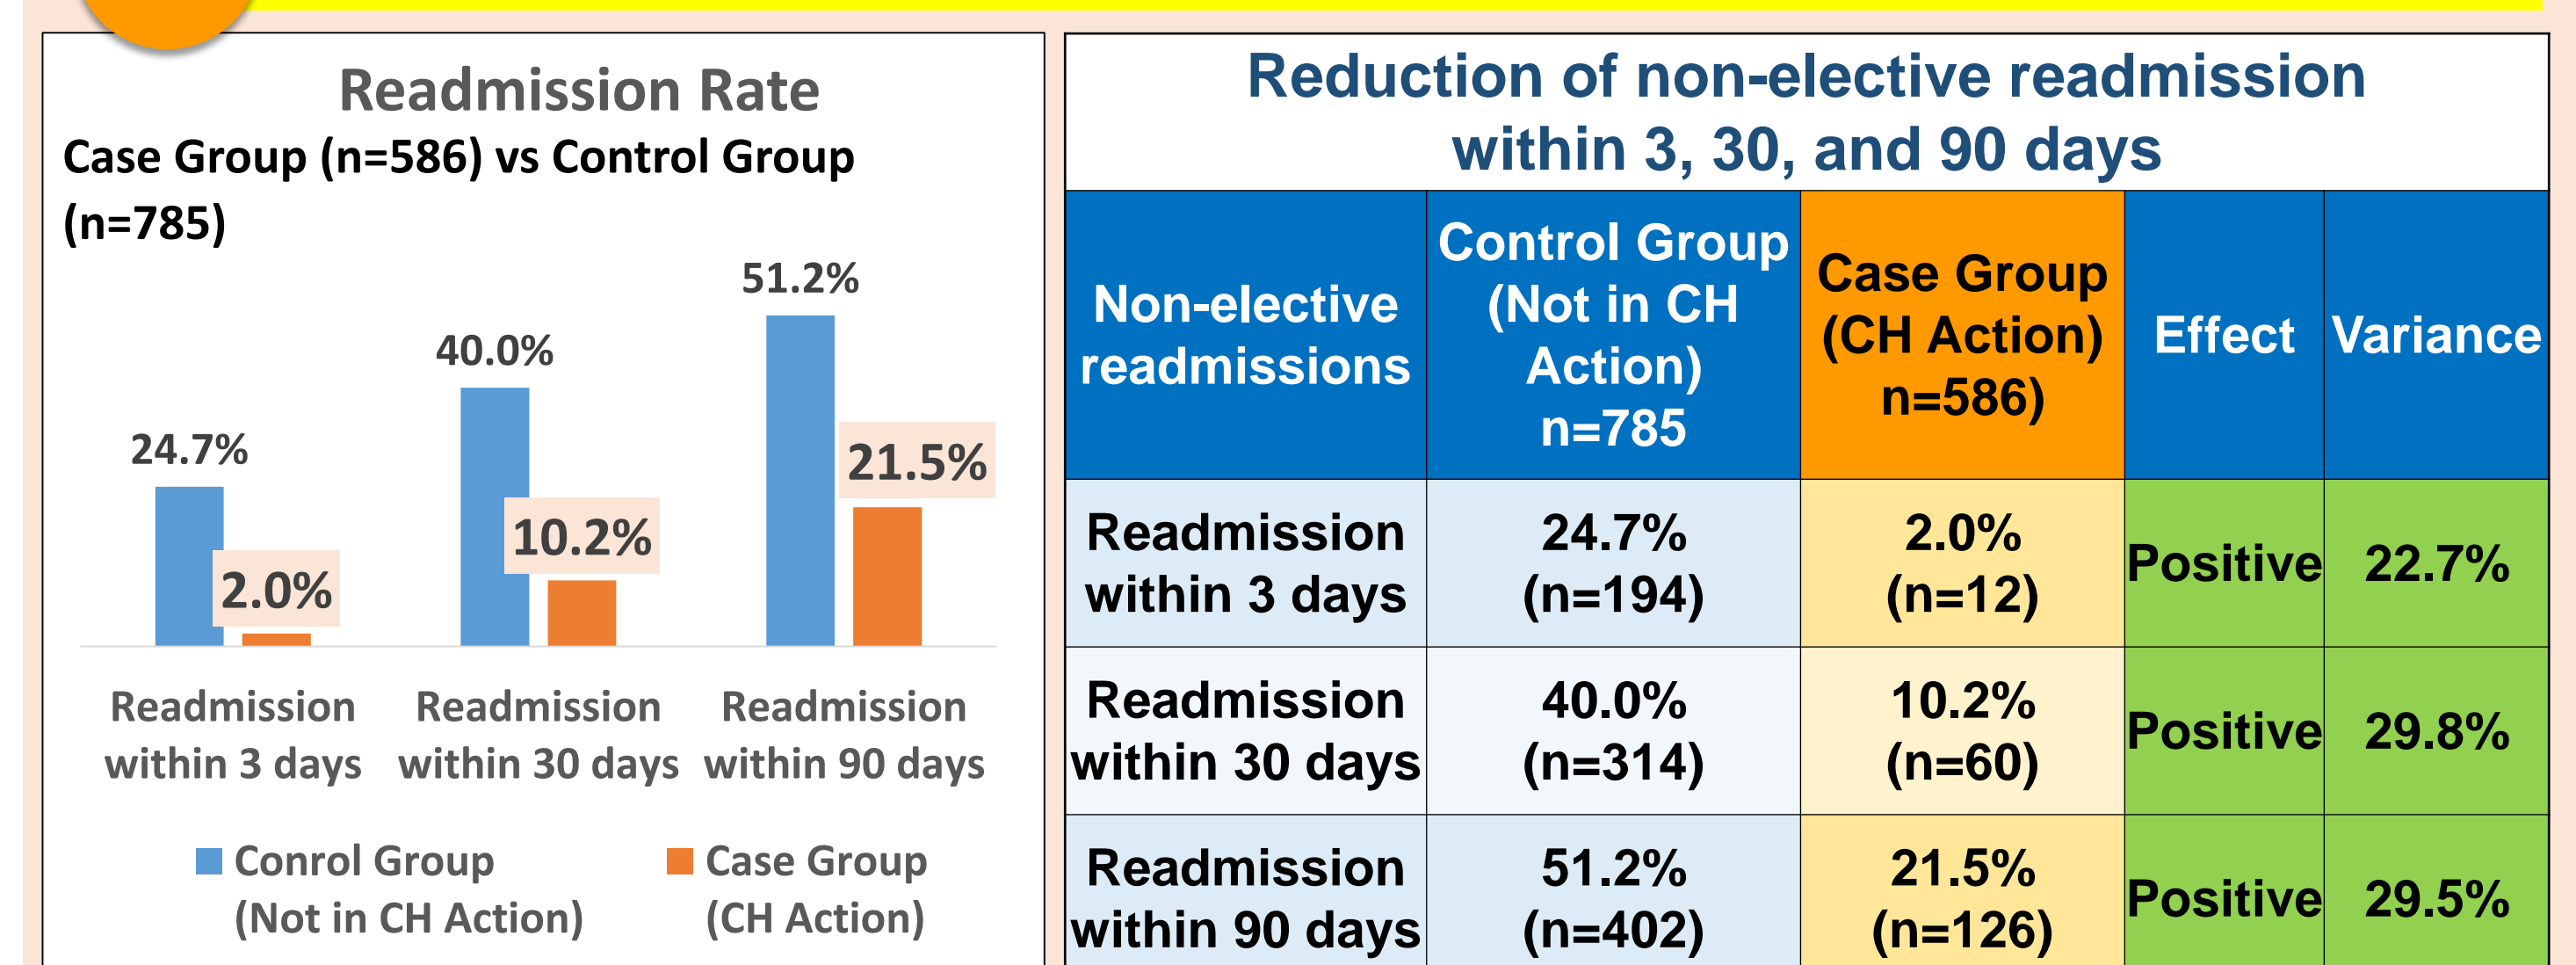 Readmission Rate
Case Group (n=586) vs Control Group
(n=785)
51.2%
40.0%
24.7%
21.5%
10.2%
2.0%
Readmission
within 3 days
Readmission
within 30 days
Readmission
within 90 days
Conrol Group
(Not in CH Action)
Case Group
(CH Action)
Reduction of non-elective readmission
within 3, 30, and 90 days
Non-elective
readmissions
Control Group
(Not in CH
Action)
n=785
Case Group
(CH Action)
n=586)
Effect
Variance
Readmission
within 3 days
24.7%
(n=194)
2.0%
(n=12)
Positive
22.7%
Readmission
within 30 days
40.0%
(n=314)
10.2%
(n=60)
Positive
29.8%
Readmission
within 90 days
51.2%
(n=402)
21.5%
(n=126)
Positive
29.5%